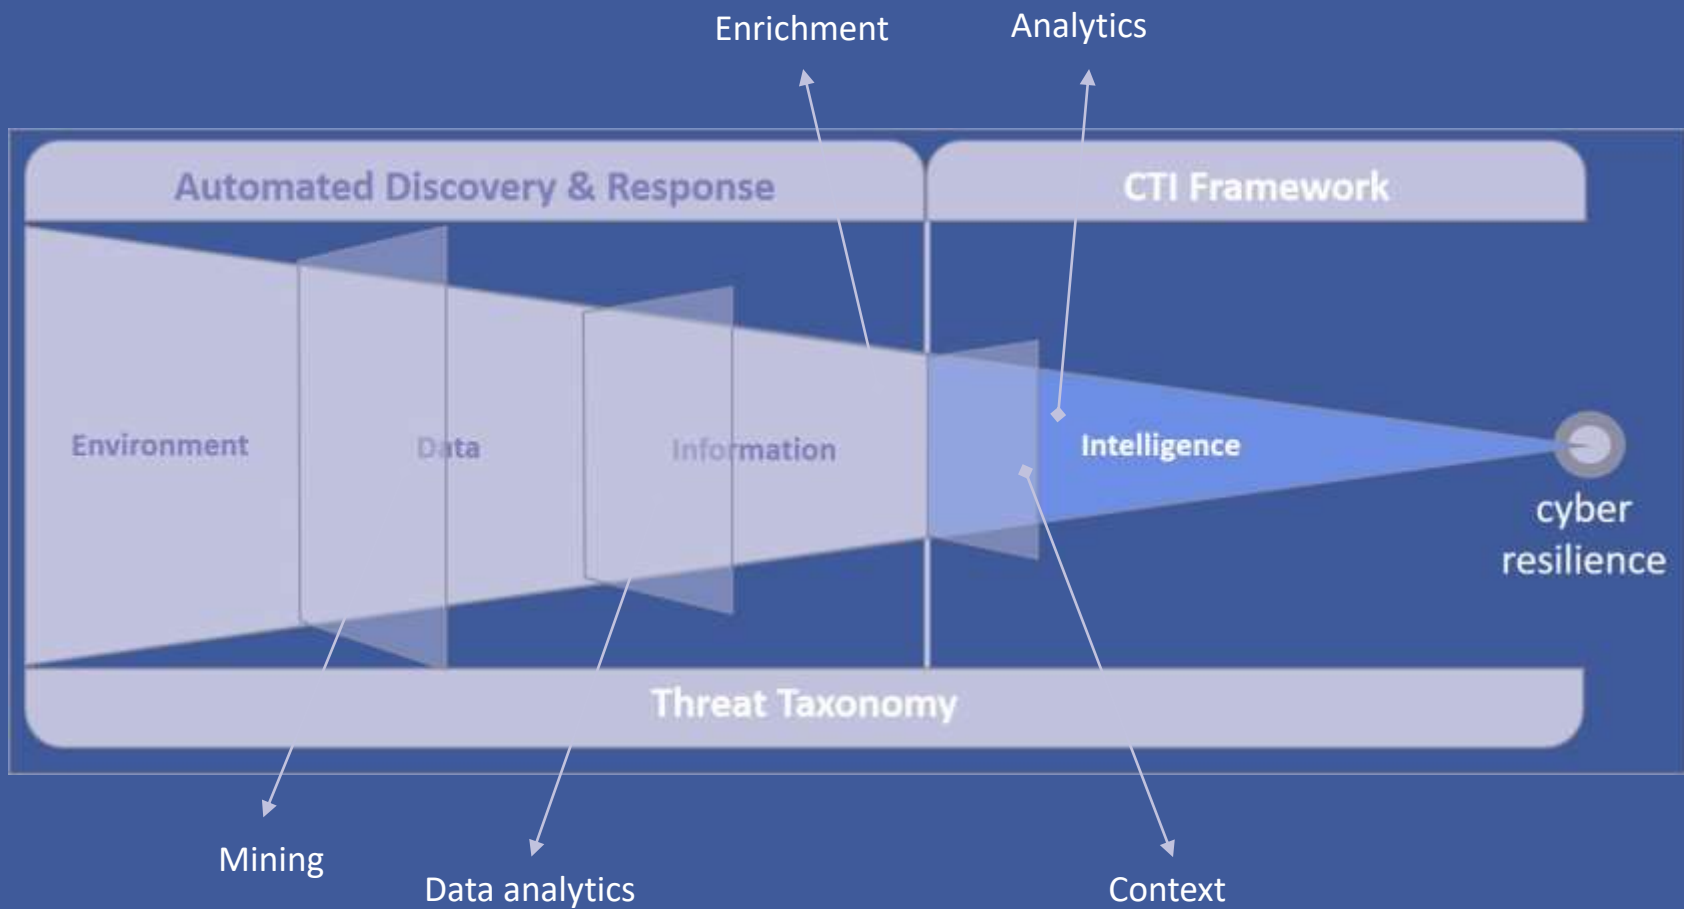 Enrichment
Analytics
Automated Discovery & Response
CTI Framework
Environment
Data
Information
Intelligence
cyber
resilience
Threat Taxonomy
Mining
Data analytics
Context